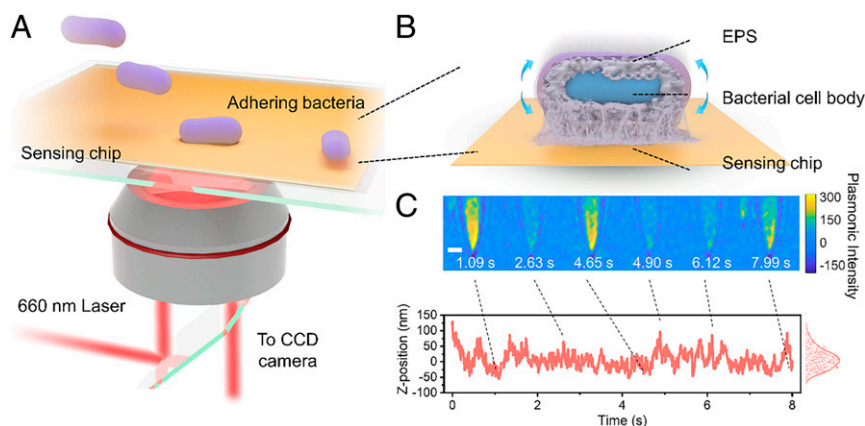 A
Adhering bacteria
Sensing chip
660 nm Laser
To CCD
camera
B
EPS
Bacterial cell body
Sensing chip
C
1.09 s 2.63 s 4.65 s 4.90 s 6.12 s 7.99 s
300
150
0
-150
Plasmonic Intensity
Z-position (nm)
150
100
50
0
-50
-100
0 2 4 6 8
Time (s)